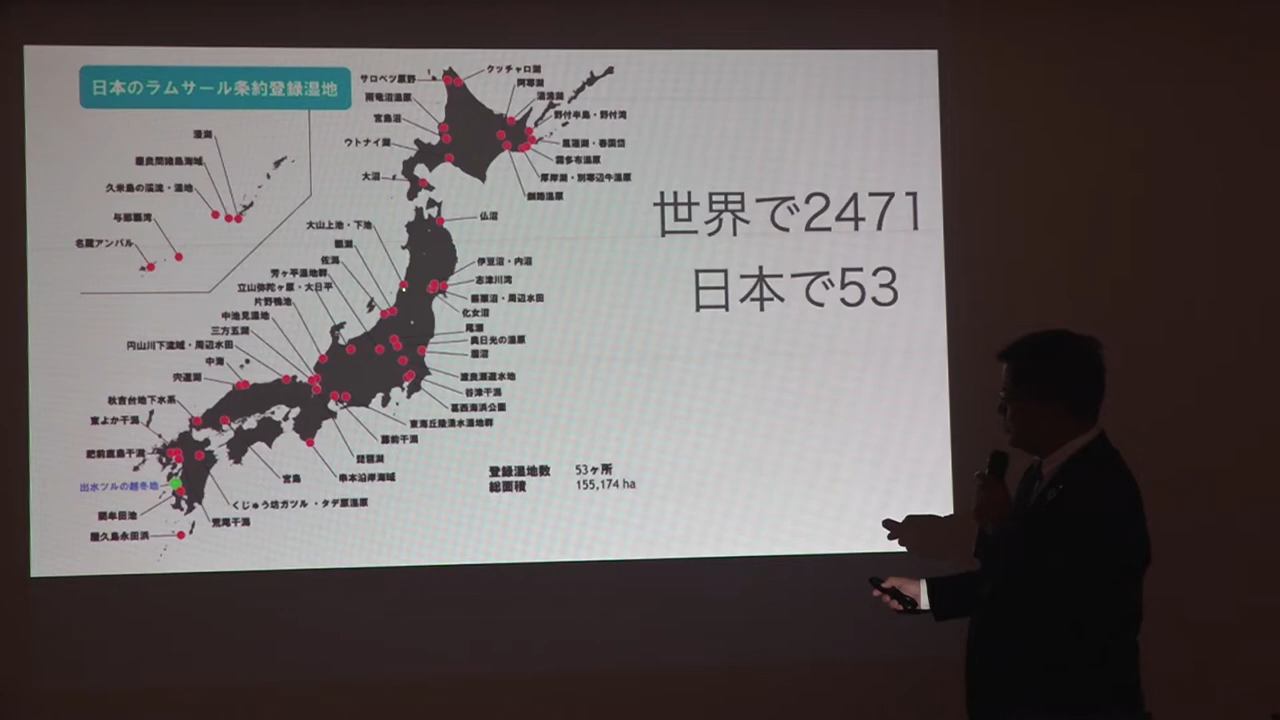 日本のラムサール条約登録湿地
サロベツ原野
クッチャロ湖
阿寒湖
雨竜沼湿原
濤沸湖
宮島沼
野付半島・野付湾
ウトナイ湖
風蓮湖・春国岱
霧多布湿原
大沼
厚岸湖・別寒辺牛湿原
釧路湿原
漫湖
慶良間諸島海域
久米島の渓流・湿地
与那覇湾
名蔵アンパル
世界で2471
日本で53
仏沼
大山上池・下池
瓢湖
佐潟
伊豆沼・内沼
芳ヶ平湿地群
志津川湾
立山弥陀ヶ原・大日平
蕪栗沼・周辺水田
片野鴨池
化女沼
中池見湿地
尾瀬
三方五湖
奥日光の湿原
円山川下流域・周辺水田
涸沼
中海
渡良瀬遊水地
宍道湖
谷津干潟
秋吉台地下水系
葛西海浜公園
東よか干潟
東海丘陵湧水湿地群
藤前干潟
肥前鹿島干潟
琵琶湖
串本沿岸海域
宮島
出水ツルの越冬地
くじゅう坊ガツル・タデ原湿原
藺牟田池
荒尾干潟
屋久島永田浜
登録湿地数 53ヶ所
総面積 155,174 ha